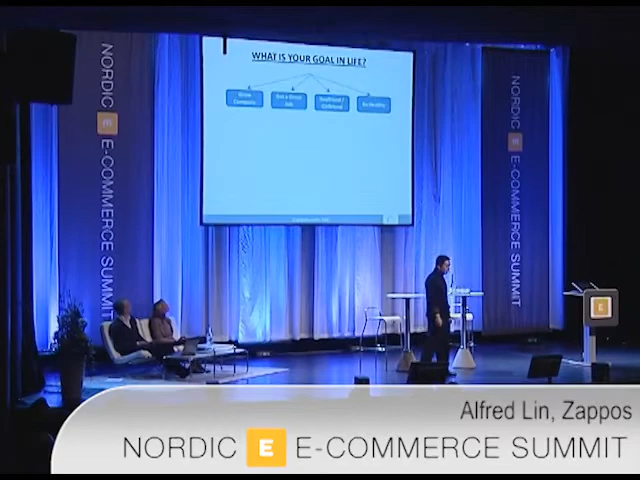 WHAT IS YOUR GOAL IN LIFE?
Grow Company
Get a Great Job
Boyfriend / Girlfriend
Be Healthy
NORDIC E E-COMMERCE SUMMIT
NORDIC E E-COMMERCE SUMMIT
E
Alfred Lin, Zappos
NORDIC E E-COMMERCE SUMMIT